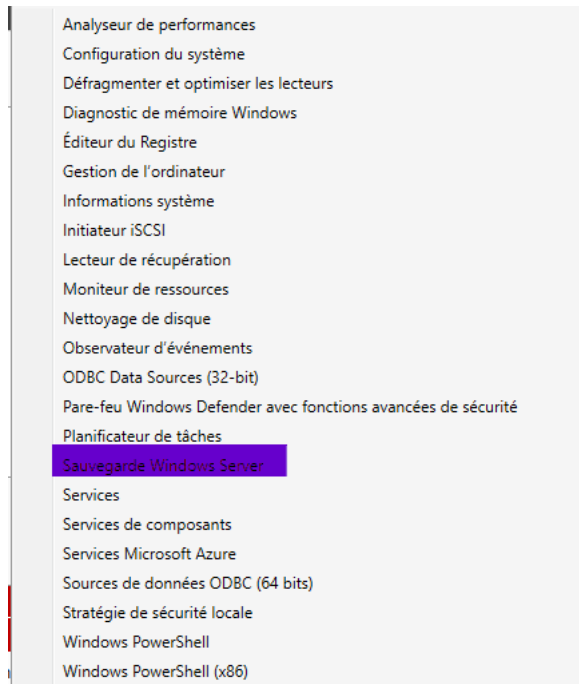 Analyseur de performances
Configuration du système
Défragmenter et optimiser les lecteurs
Diagnostic de mémoire Windows
Éditeur du Registre
Gestion de l'ordinateur
Informations système
Initiateur iSCSI
Lecteur de récupération
Moniteur de ressources
Nettoyage de disque
Observateur d'événements
ODBC Data Sources (32-bit)
Pare-feu Windows Defender avec fonctions avancées de sécurité
Planificateur de tâches
Sauvegarde Windows Server
Services
Services de composants
Services Microsoft Azure
Sources de données ODBC (64 bits)
Stratégie de sécurité locale
Windows PowerShell
Windows PowerShell (x86)